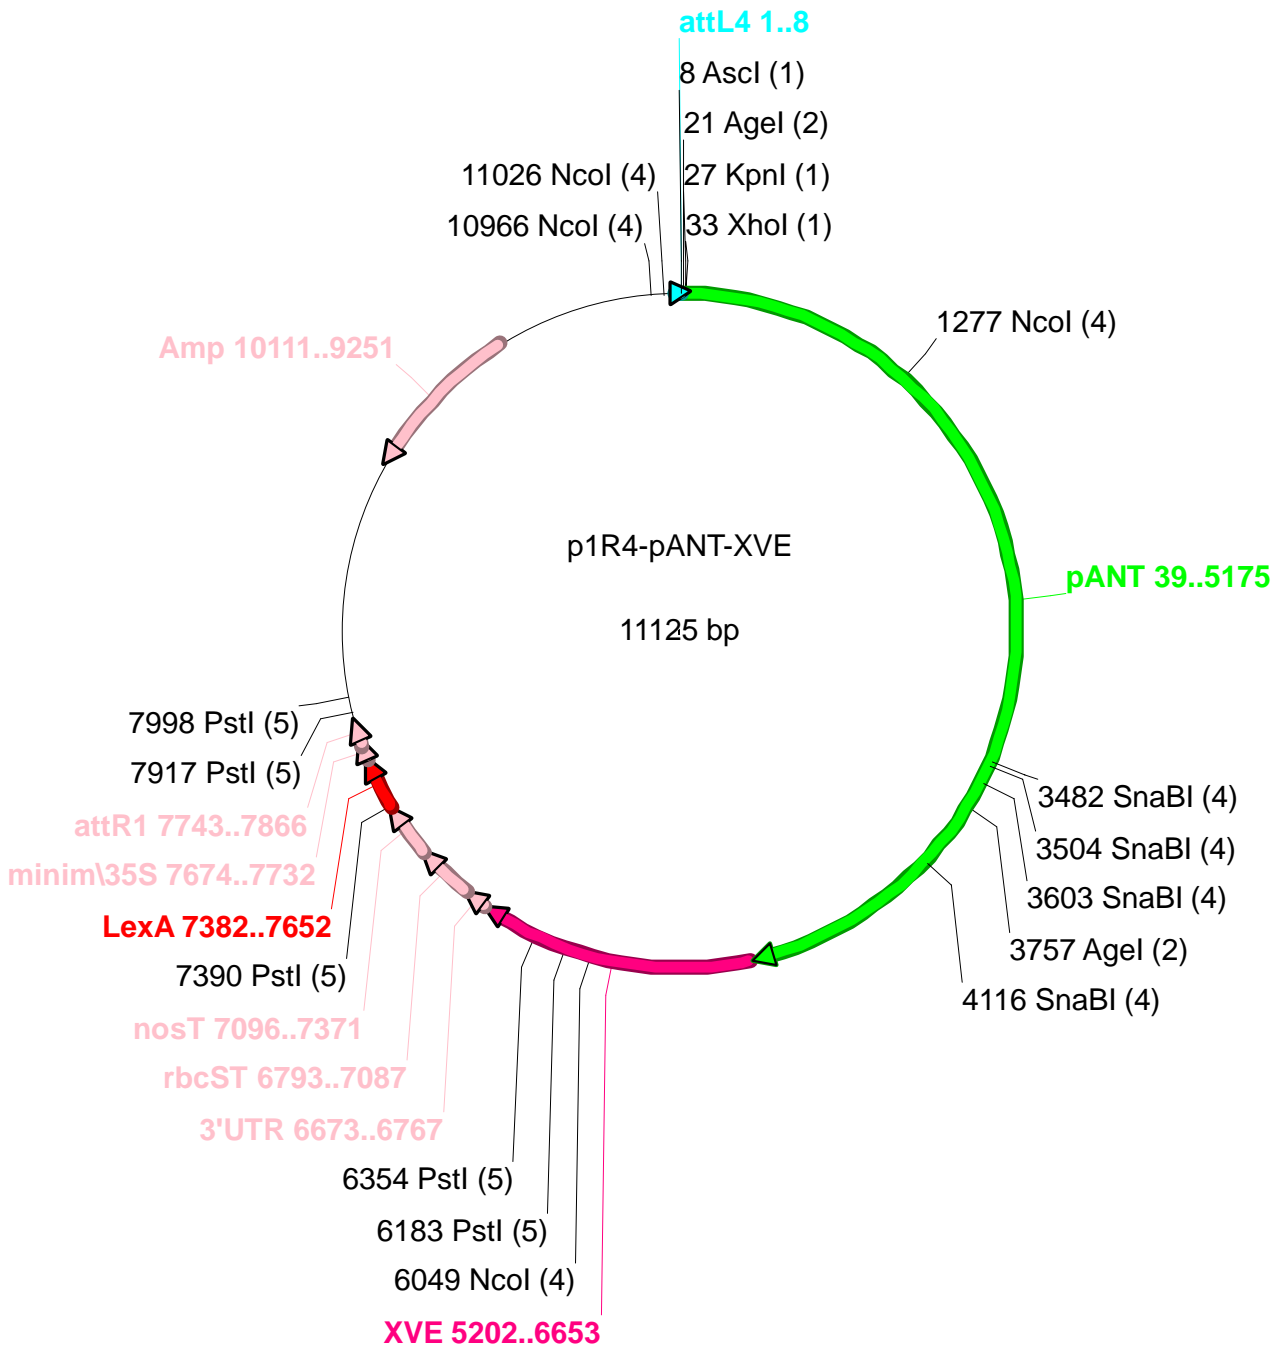 attL4 1..8
8 AscI (1)
21 AgeI (2)
11026 NcoI (4)
27 KpnI (1)
10966 NcoI (4)
33 XhoI (1)
1277 NcoI (4)
Amp 10111..9251
p1R4-pANT-XVE
pANT 39..5175
11125 bp
7998 PstI (5)
7917 PstI (5)
3482 SnaBI (4)
attR1 7743..7866
3504 SnaBI (4)
minim\35S 7674..7732
3603 SnaBI (4)
LexA 7382..7652
3757 AgeI (2)
7390 PstI (5)
4116 SnaBI (4)
nosT 7096..7371
rbcST 6793..7087
3'UTR 6673..6767
6354 PstI (5)
6183 PstI (5)
6049 NcoI (4)
XVE 5202..6653